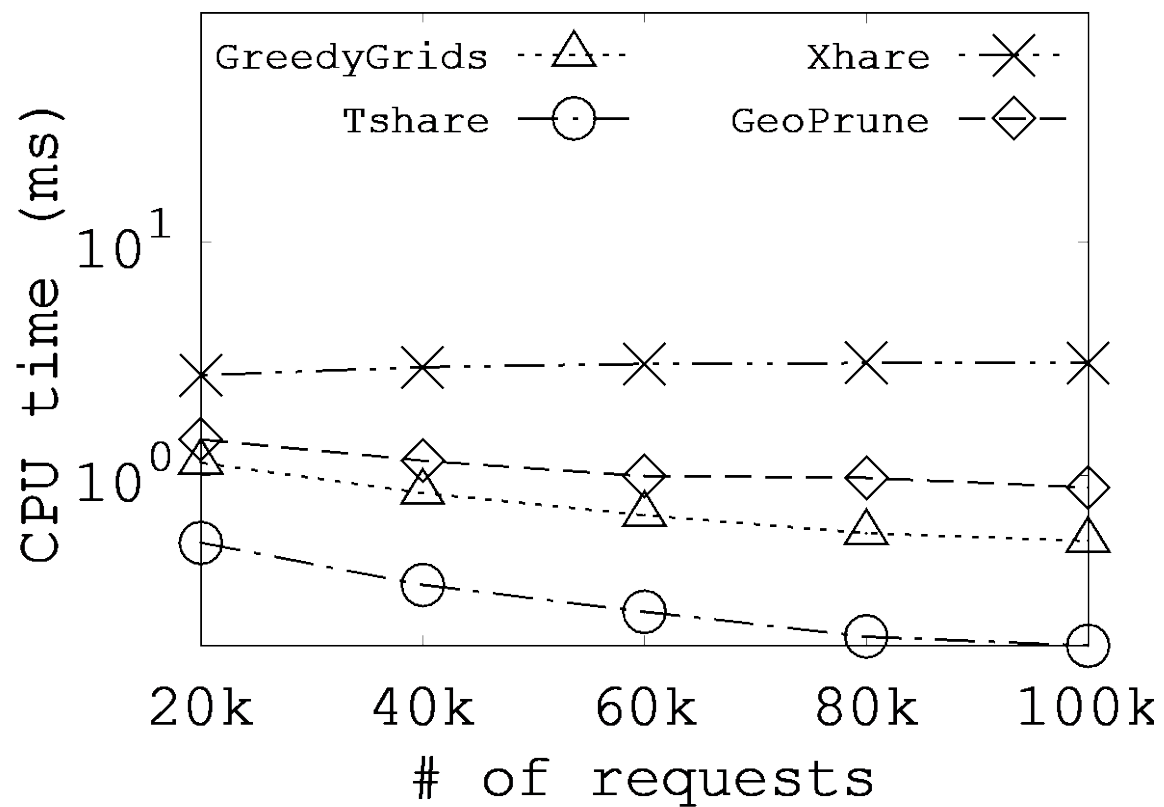 GreedyGrids
Xhare
Tshare
GeoPrune
CPU time (ms)
10^1
10^0
20k 40k 60k 80k 100k
# of requests